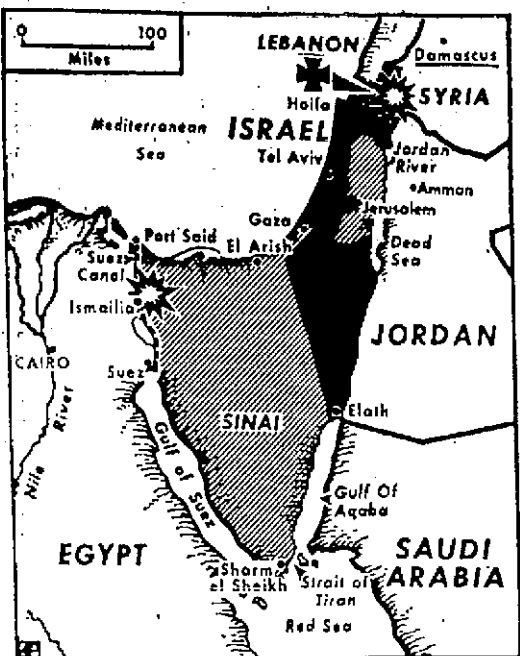 0 100
Miles
LEBANON
Damascus
Haifa
SYRIA
Mediterranean
Sea
ISRAEL
Tel Aviv
Jordan
River
Amman
Jerusalem
Gaza
Port Said
El Arish
Dead
Sea
Suez
Canal
Ismailia
JORDAN
CAIRO
Suez
SINAI
Elath
Nile River
Gulf of Suez
Gulf Of
Aqaba
EGYPT
SAUDI
ARABIA
Sharm
el Sheikh
Strait of
Tiran
Red Sea